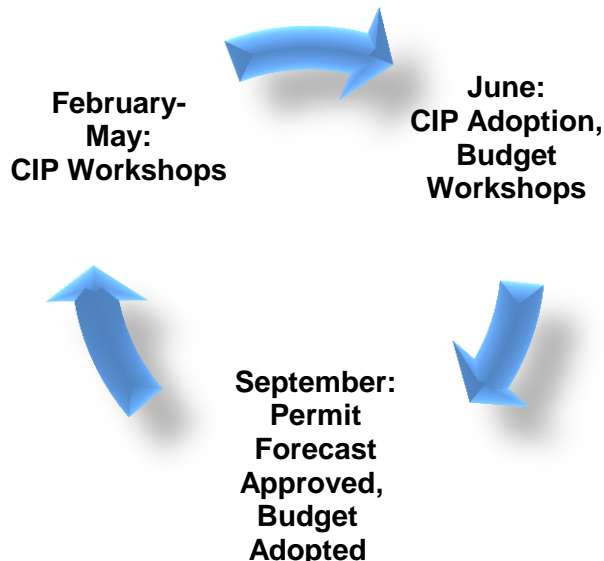 February-
May:
CIP Workshops
June:
CIP Adoption,
Budget
Workshops
September:
Permit
Forecast
Approved,
Budget
Adopted